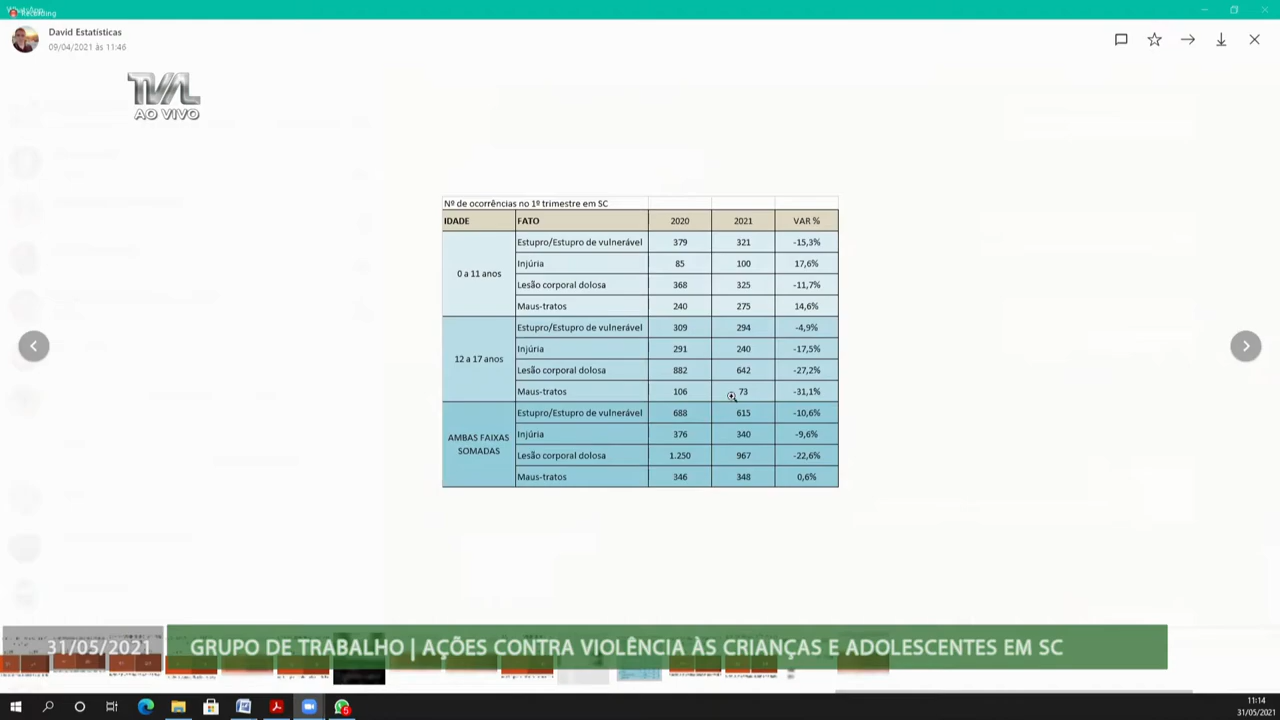 Recording
David Estatísticas
09/04/2021 às 11:46
TVAL
AO VIVO
Nº de ocorrências no 1º trimestre em SC
IDADE FATO 2020 2021 VAR %
0 a 11 anos
Estupro/Estupro de vulnerável 379 321 -15,3%
Injúria 85 100 17,6%
Lesão corporal dolosa 368 325 -11,7%
Maus-tratos 240 275 14,6%
12 a 17 anos
Estupro/Estupro de vulnerável 309 294 -4,9%
Injúria 291 240 -17,5%
Lesão corporal dolosa 882 642 -27,2%
Maus-tratos 106 73 -31,1%
AMBAS FAIXAS
SOMADAS
Estupro/Estupro de vulnerável 688 615 -10,6%
Injúria 376 340 -9,6%
Lesão corporal dolosa 1.250 967 -22,6%
Maus-tratos 346 348 0,6%
31/05/2021 GRUPO DE TRABALHO | AÇÕES CONTRA VIOLÊNCIA ÀS CRIANÇAS E ADOLESCENTES EM SC
5
11:14
31/05/2021